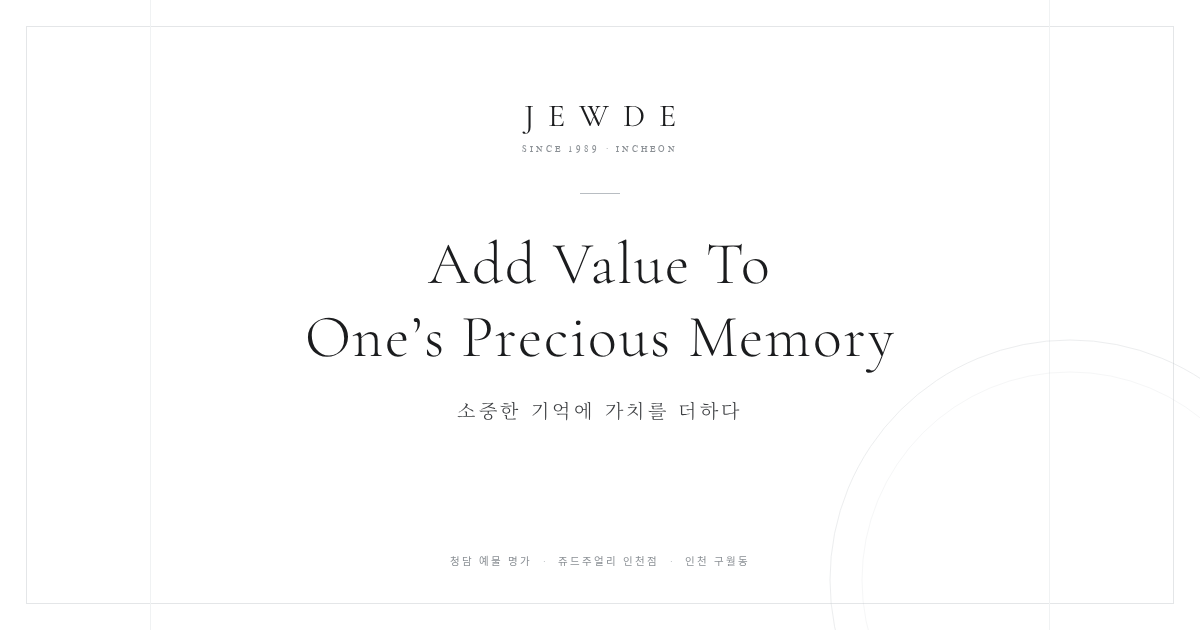 JEWDE
SINCE 1989 · INCHEON
Add Value To
One’s Precious Memory
소중한 기억에 가치를 더하다
청담 예물 명가 · 쥬드주얼리 인천점 · 인천 구월동